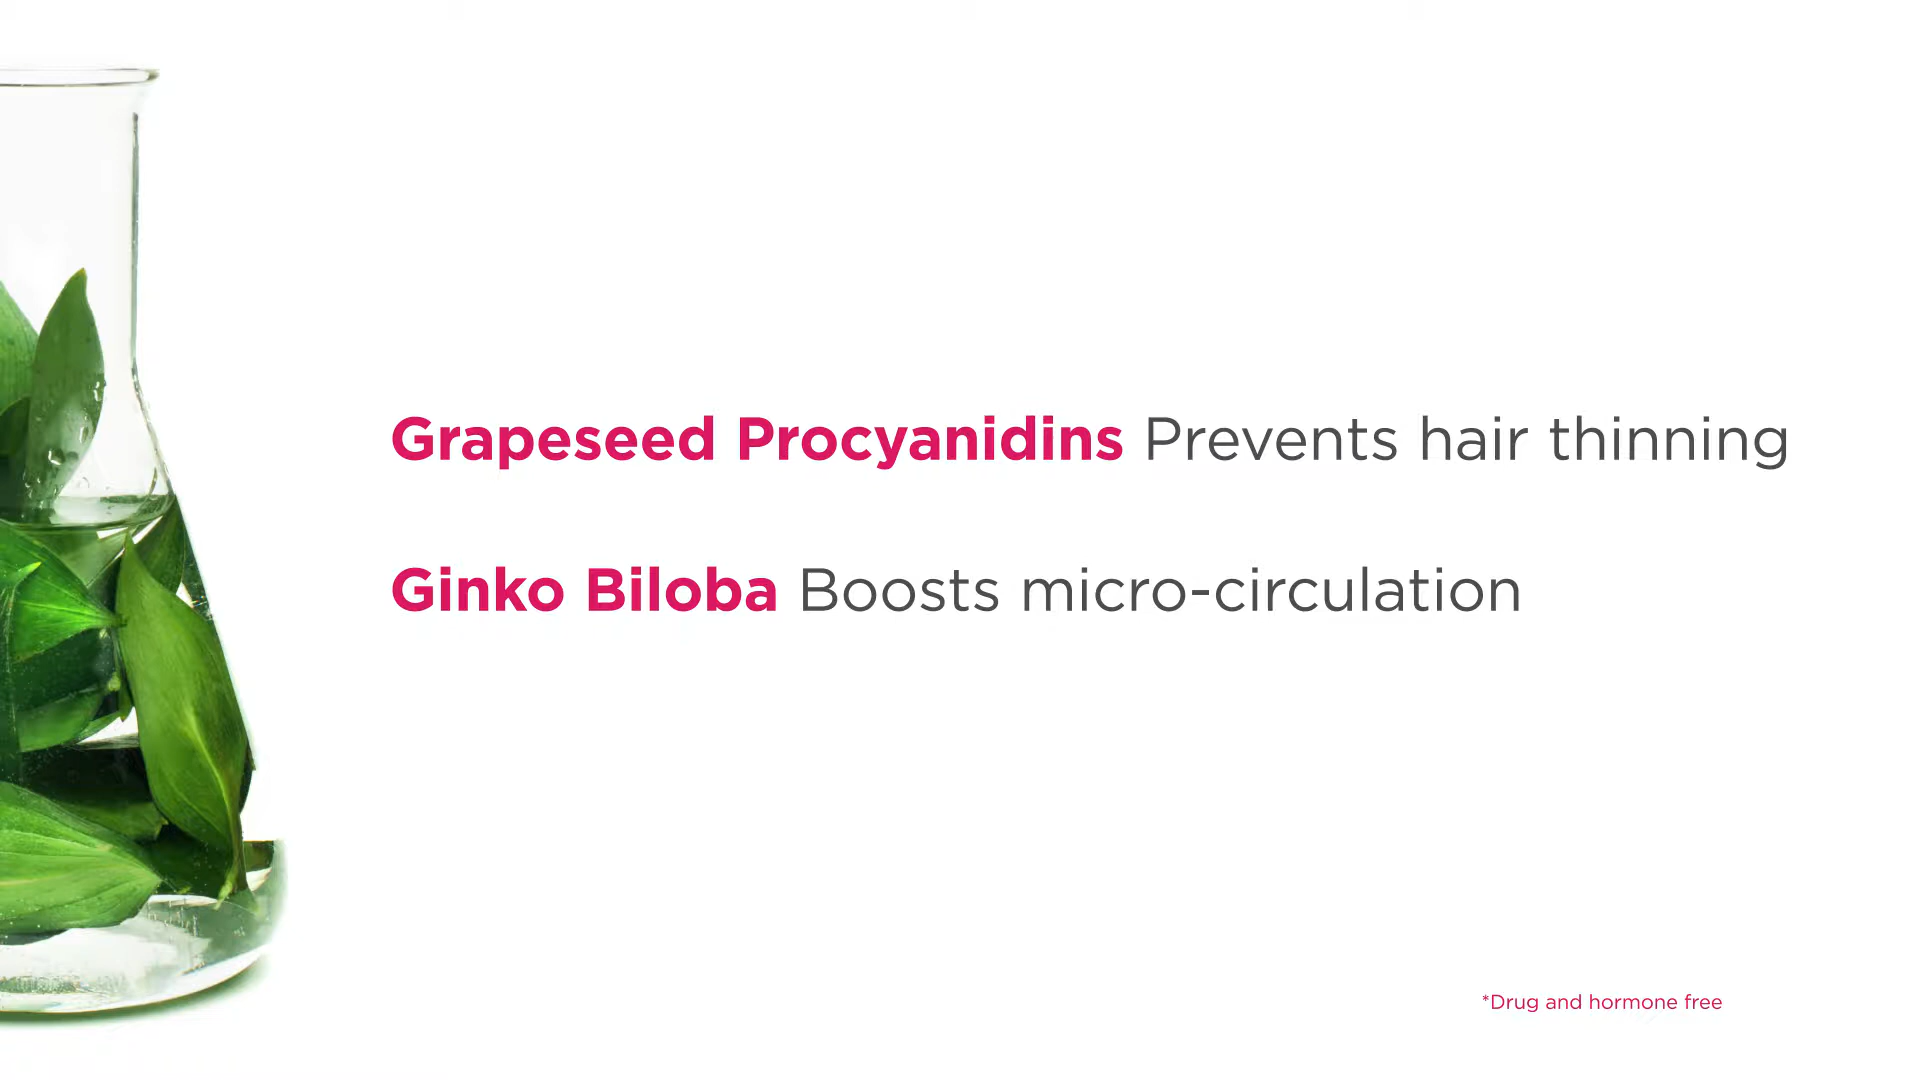 Grapeseed Procyanidins Prevents hair thinning
Ginko Biloba Boosts micro-circulation
*Drug and hormone free